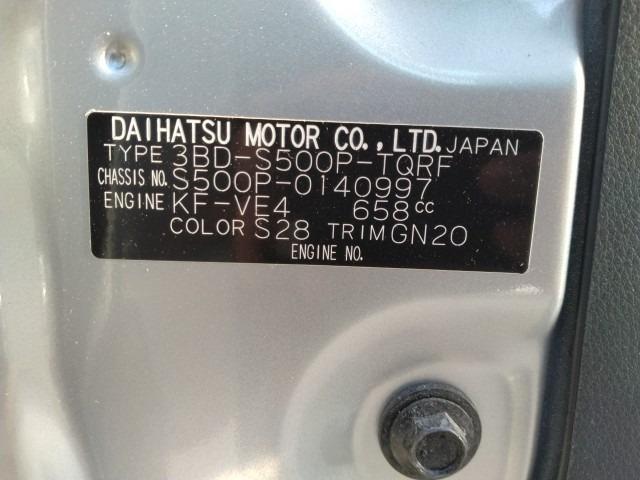 DAIHATSU MOTOR CO., LTD. JAPAN
TYPE 3BD-S500P-TQRF
CHASSIS NO. S500P-0140997
ENGINE KF-VE4 658cc
COLOR S28 TRIM GN20
ENGINE NO.